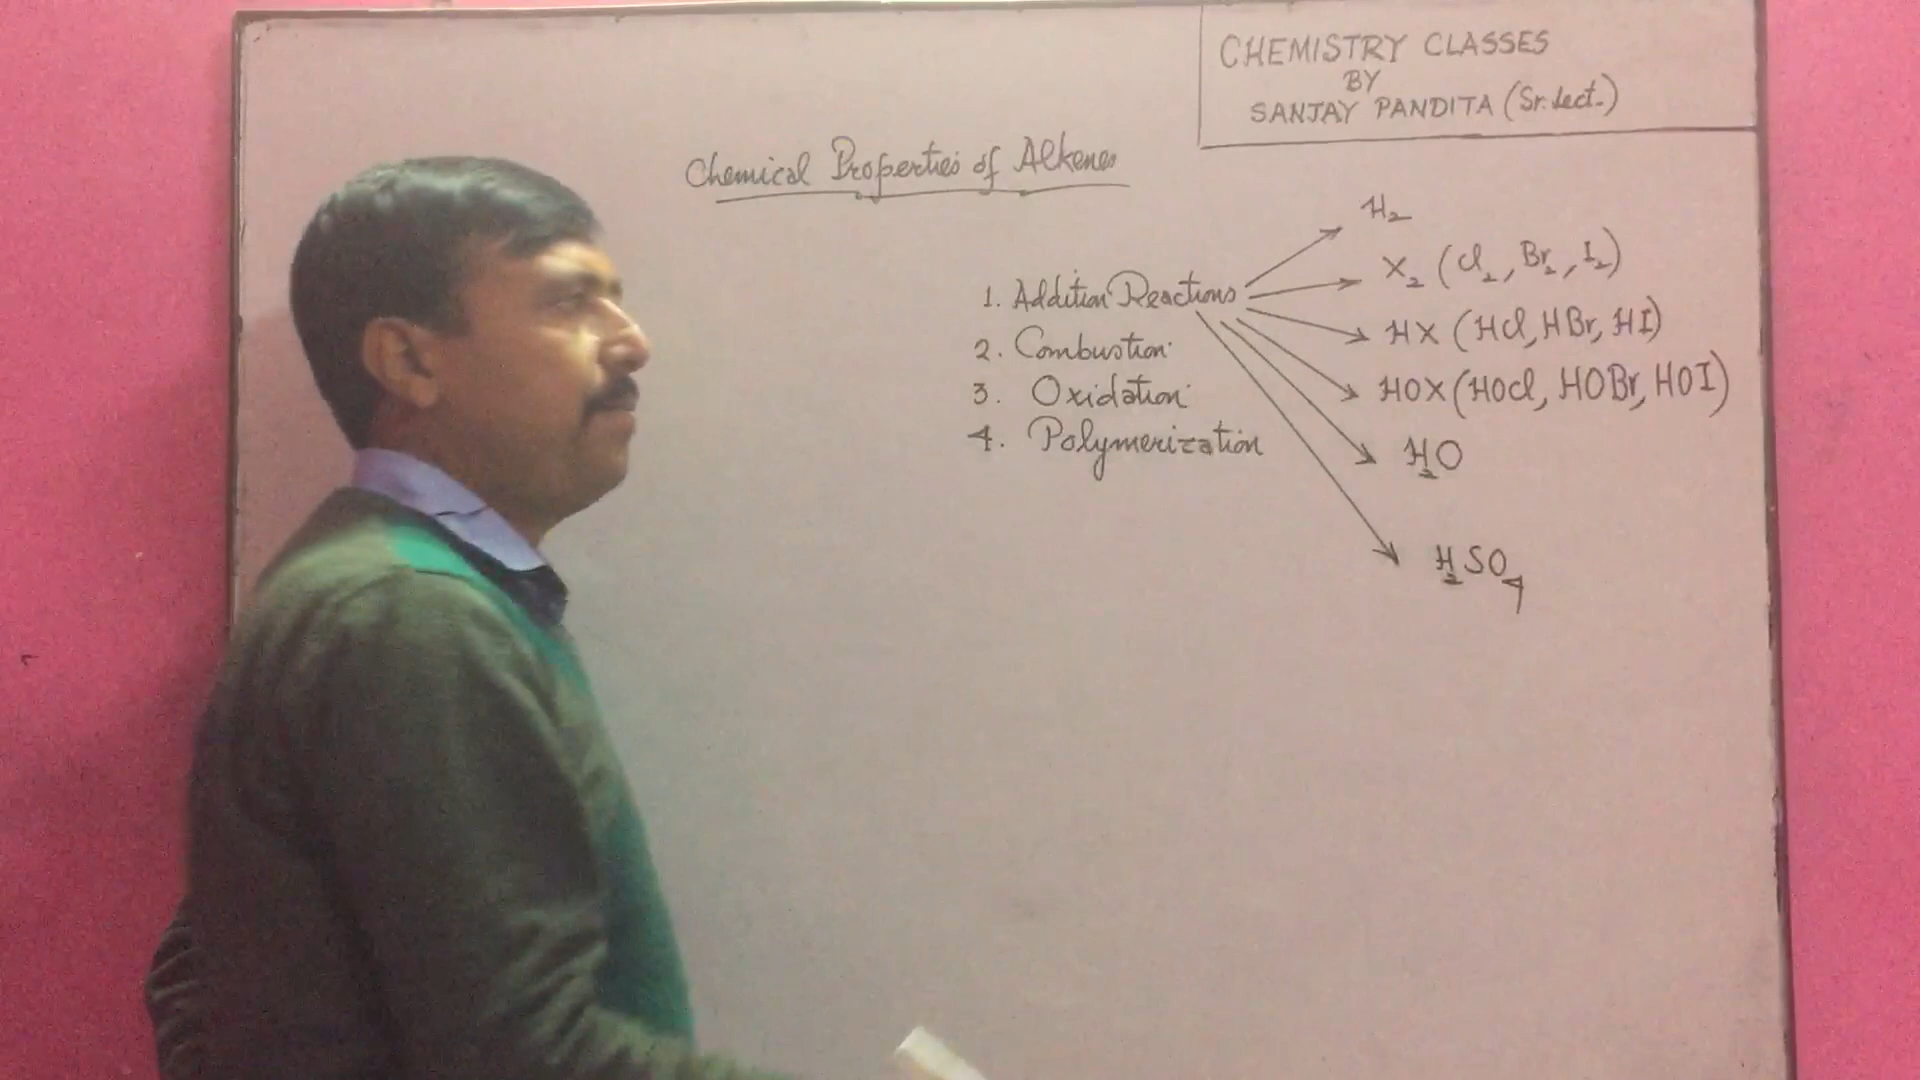 CHEMISTRY CLASSES
BY
SANJAY PANDITA (Sr. Lect.)
Chemical Properties of Alkenes
1. Addition Reactions
2. Combustion
3. Oxidation
4. Polymerization
H₂
X₂ (Cl₂, Br₂, I₂)
HX (HCl, HBr, HI)
HOX (HOCl, HOBr, HOI)
H₂O
H₂SO₄